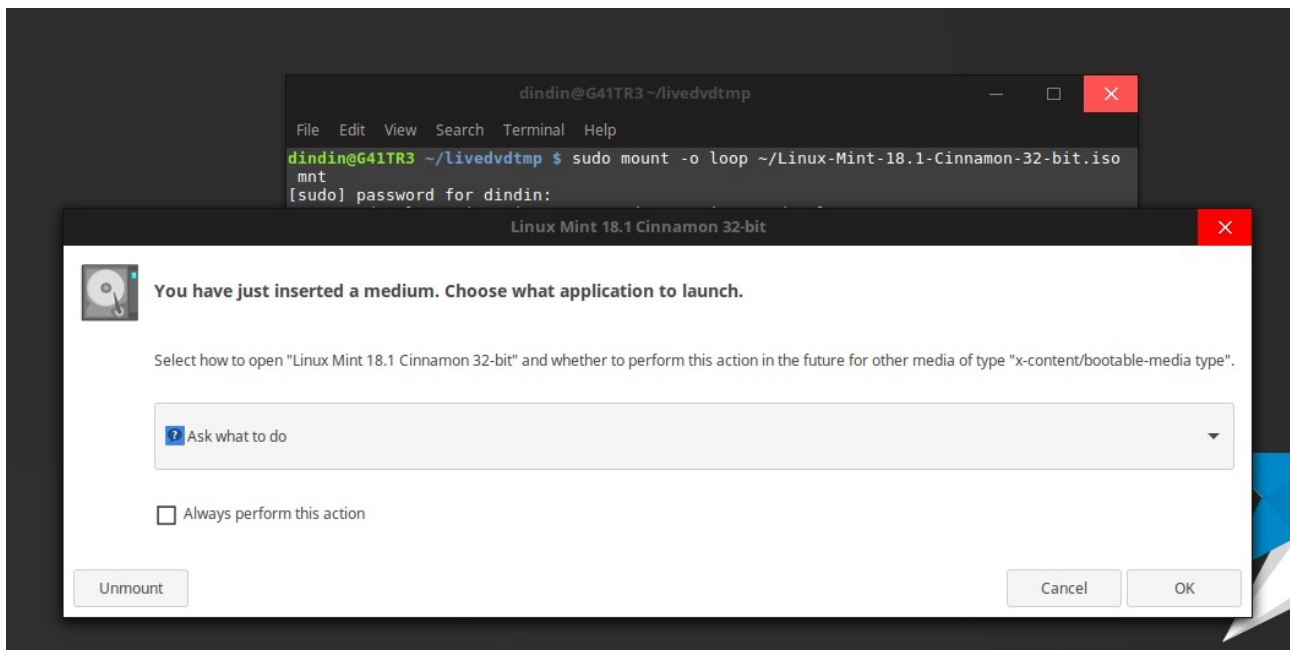 dindin@G41TR3 ~/livedvdtmp
File Edit View Search Terminal Help
dindin@G41TR3 ~/livedvdtmp $ sudo mount -o loop ~/Linux-Mint-18.1-Cinnamon-32-bit.iso
mnt
[sudo] password for dindin:
Linux Mint 18.1 Cinnamon 32-bit
You have just inserted a medium. Choose what application to launch.
Select how to open "Linux Mint 18.1 Cinnamon 32-bit" and whether to perform this action in the future for other media of type "x-content/bootable-media type".
Ask what to do
Always perform this action
Unmount Cancel OK